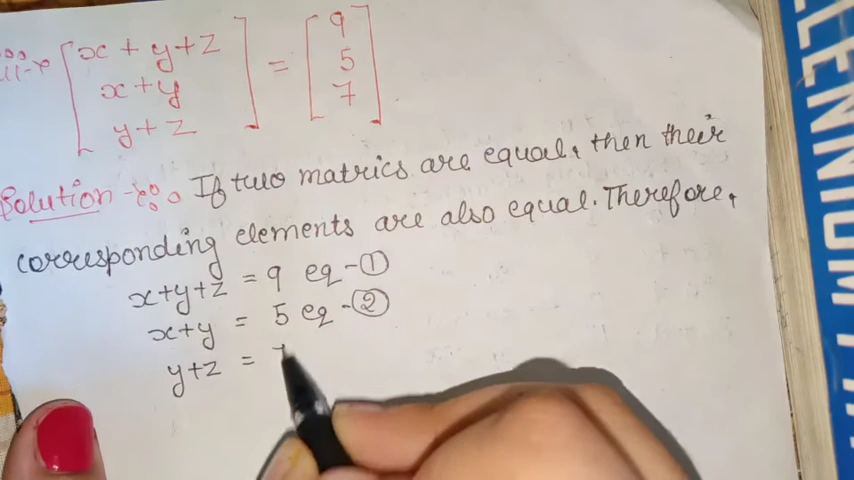 x + y + z = 9
x + y 5
y + z 7
Solution If two matrics are equal, then their
corresponding elements are also equal. Therefore,
x+y+z = 9 eq-①
x+y = 5 eq-②
y+z =